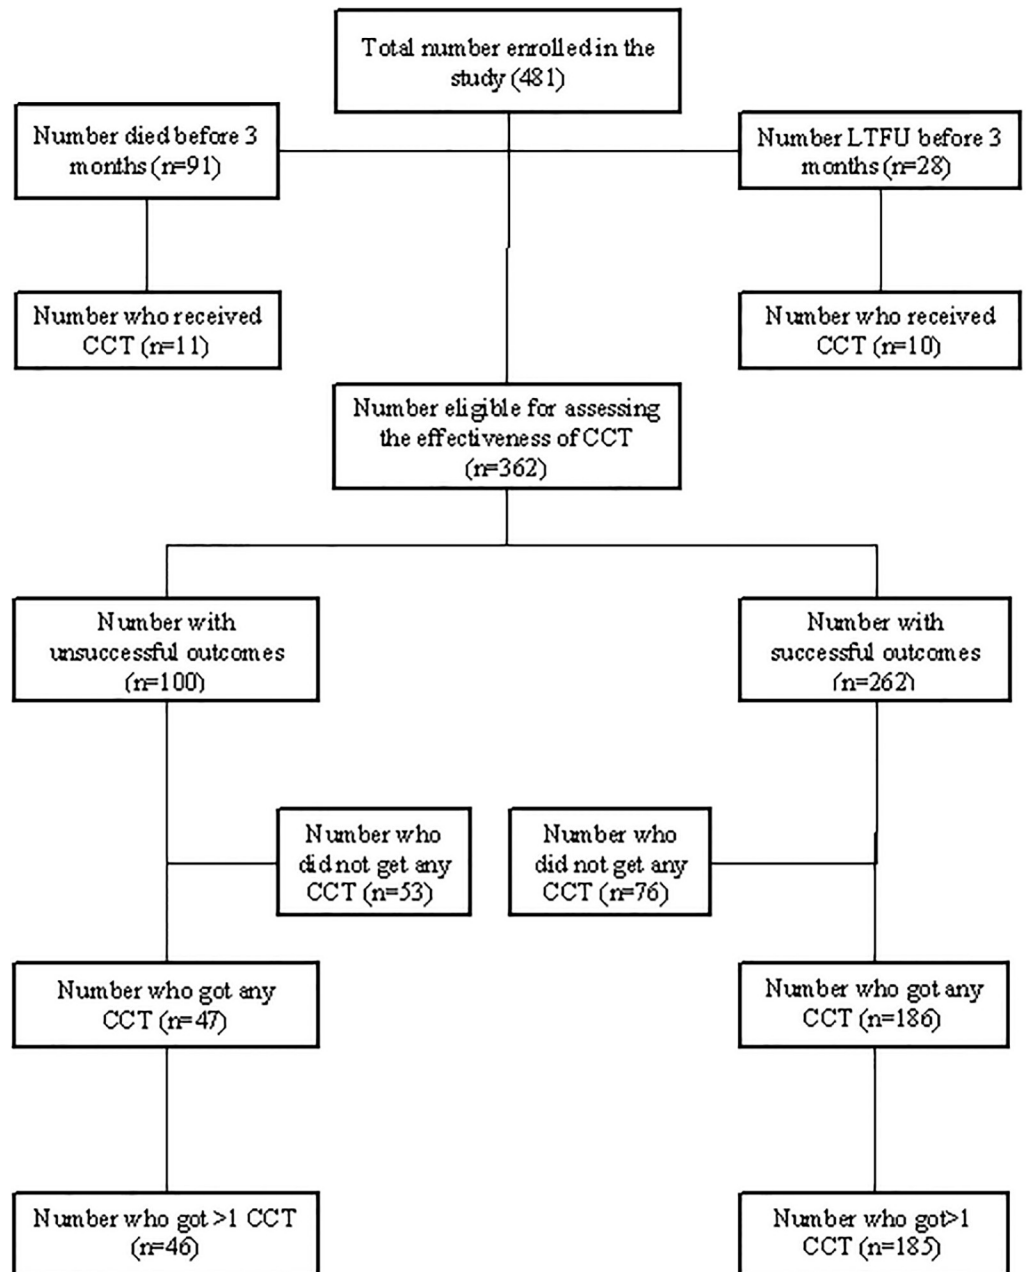 Total number enrolled in the
study (481)
Number died before 3
months (n=91)
Number LTFU before 3
months (n=28)
Number who received
CCT (n=11)
Number who received
CCT (n=10)
Number eligible for assessing
the effectiveness of CCT
(n=362)
Number with
unsuccessful outcomes
(n=100)
Number with
successful outcomes
(n=262)
Number who
did not get any
CCT (n=53)
Number who
did not get any
CCT (n=76)
Number who got any
CCT (n=47)
Number who got any
CCT (n=186)
Number who got >1 CCT
(n=46)
Number who got>1
CCT (n=185)